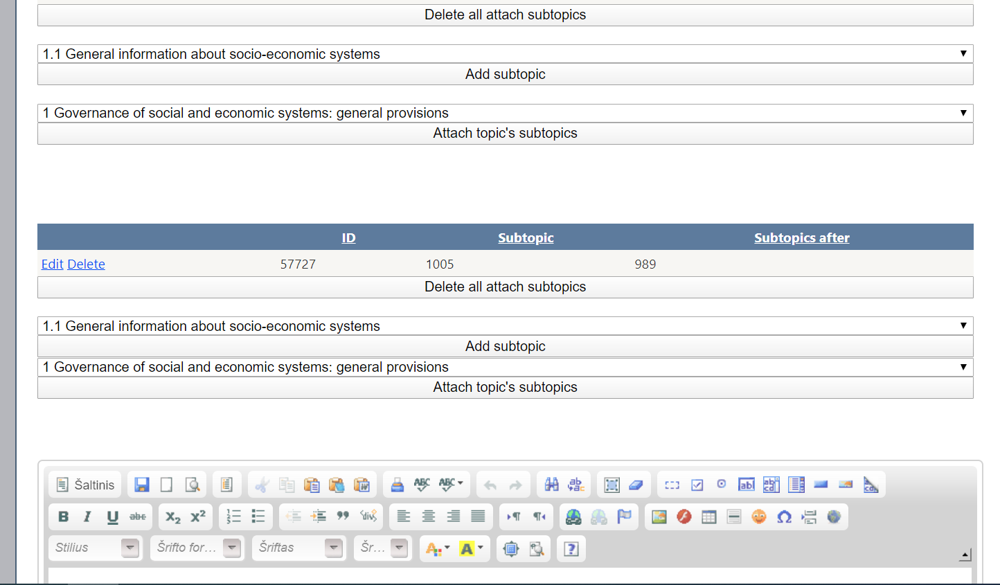 Delete all attach subtopics
1.1 General information about socio-economic systems
Add subtopic
1 Governance of social and economic systems: general provisions
Attach topic's subtopics
ID Subtopic Subtopics after
Edit Delete 57727 1005 989
Delete all attach subtopics
1.1 General information about socio-economic systems
Add subtopic
1 Governance of social and economic systems: general provisions
Attach topic's subtopics
Šaltinis
Stilius Šrifto for... Šriftas Šr...